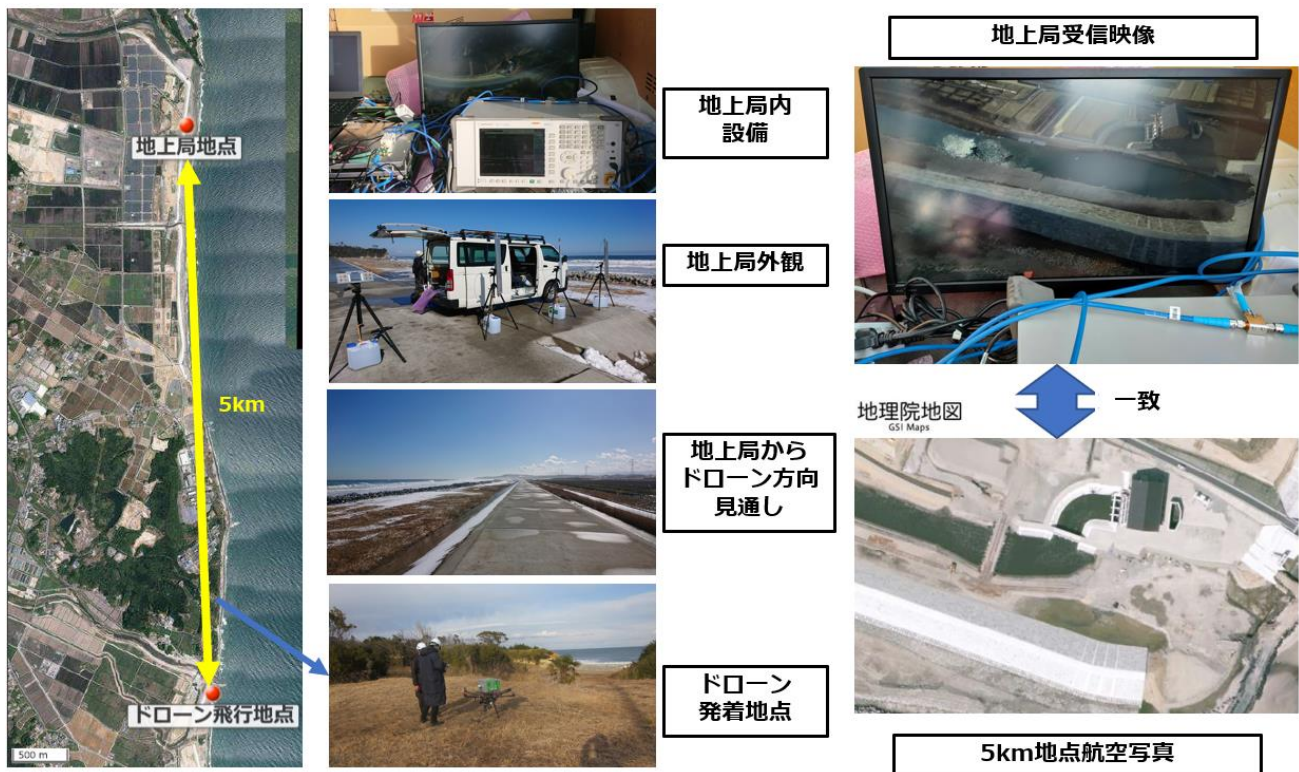 地上局地点
5km
ドローン飛行地点
500 m
地上局内
設備
地上局外観
地上局から
ドローン方向
見通し
ドローン
発着地点
地上局受信映像
一致
地理院地図
GSI Maps
5km地点航空写真